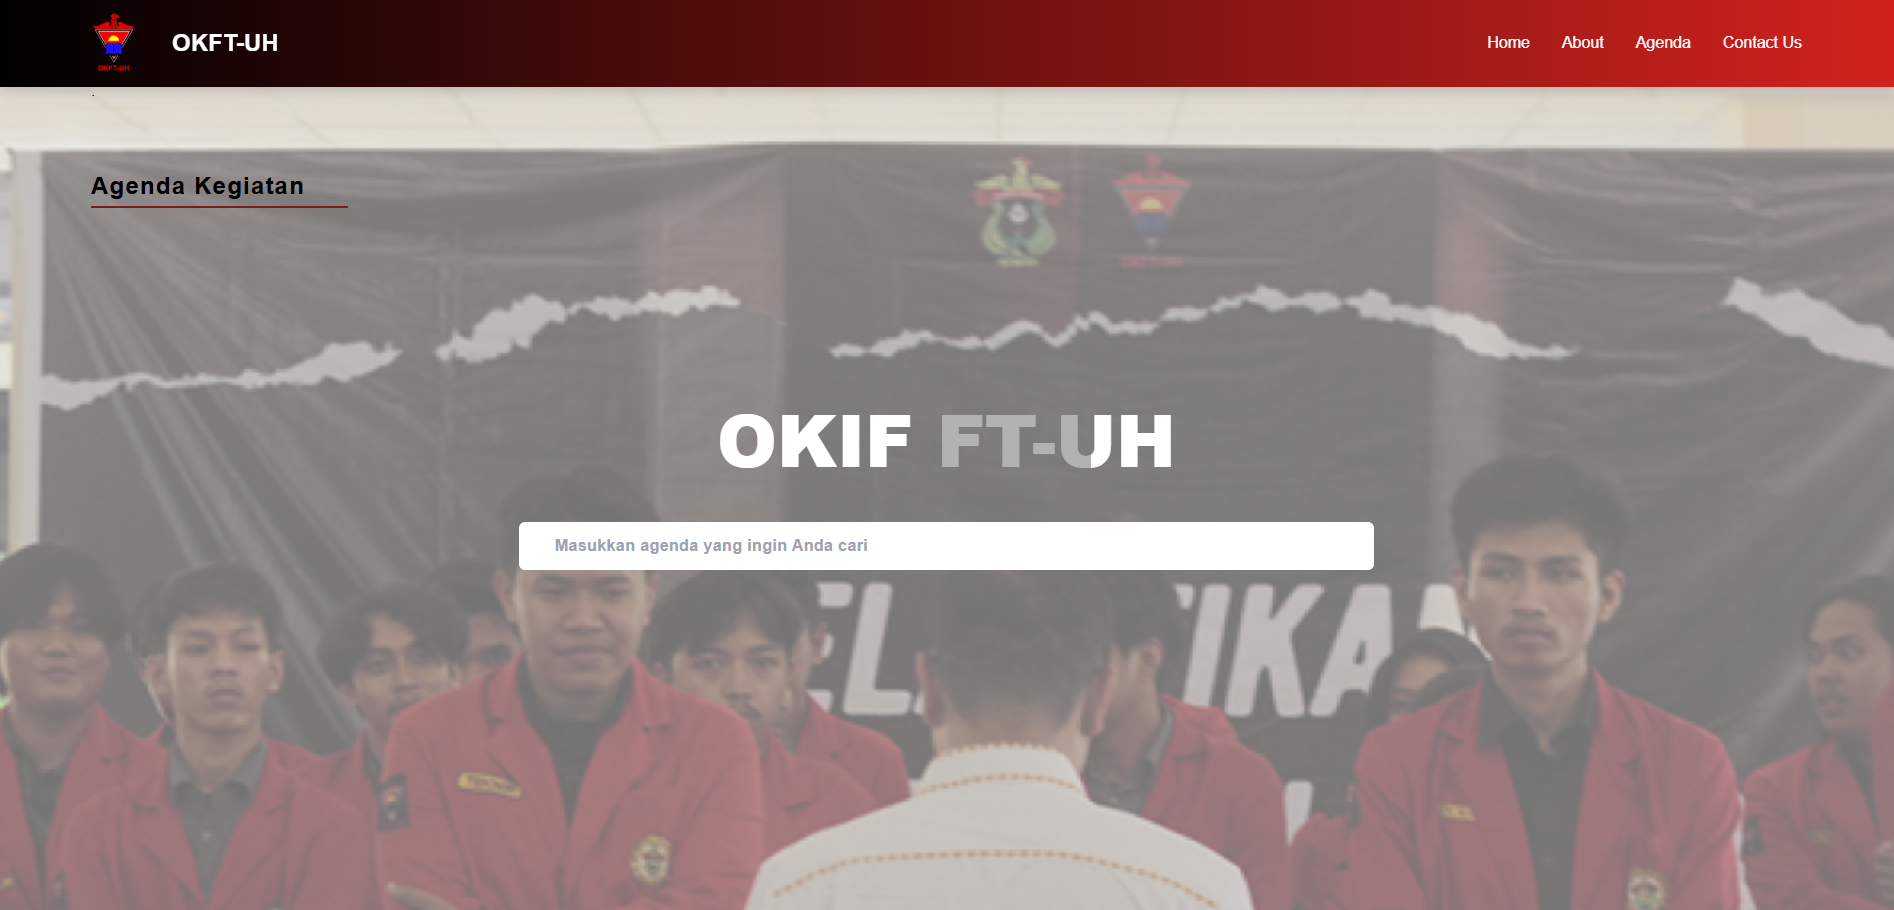 OKFT-UH
OKFT-UH
Home
About
Agenda
Contact Us
.
Agenda Kegiatan
OKIF FT-UH
Masukkan agenda yang ingin Anda cari